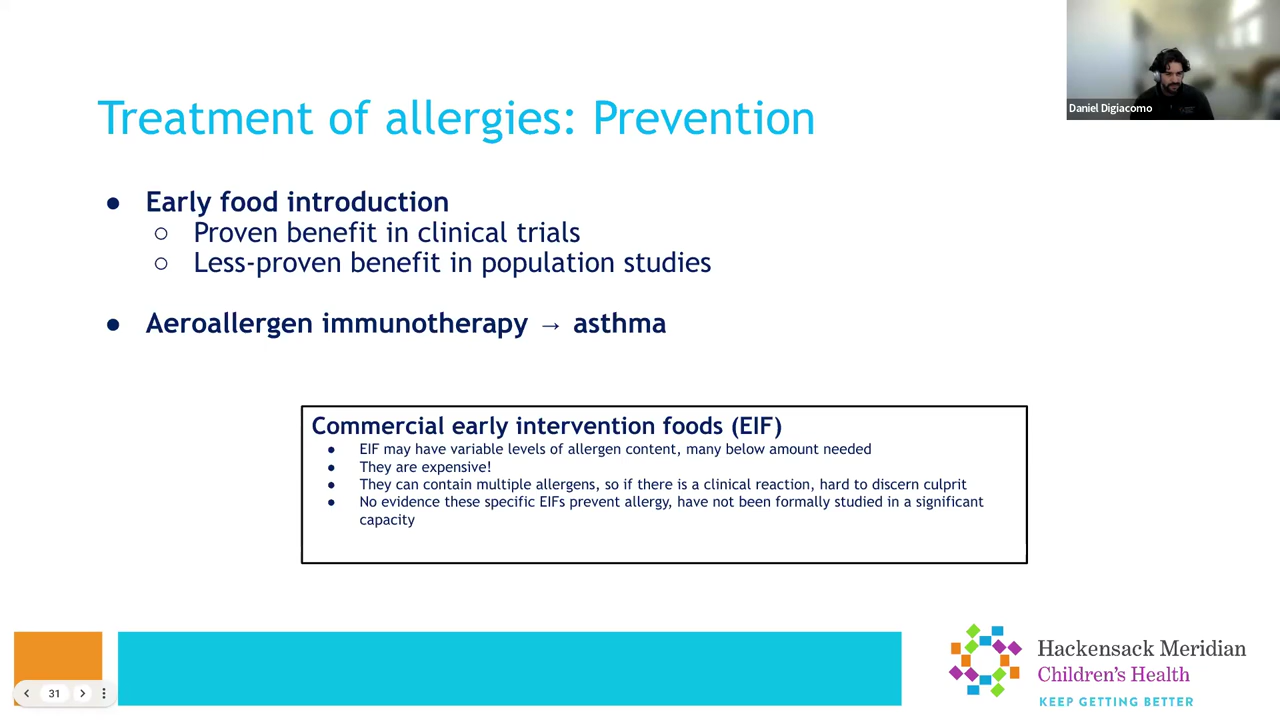 Daniel Digiacomo
Treatment of allergies: Prevention
● Early food introduction
○ Proven benefit in clinical trials
○ Less-proven benefit in population studies
● Aeroallergen immunotherapy → asthma
Commercial early intervention foods (EIF)
● EIF may have variable levels of allergen content, many below amount needed
● They are expensive!
● They can contain multiple allergens, so if there is a clinical reaction, hard to discern culprit
● No evidence these specific EIFs prevent allergy, have not been formally studied in a significant
capacity
31
Hackensack Meridian
Children's Health
KEEP GETTING BETTER